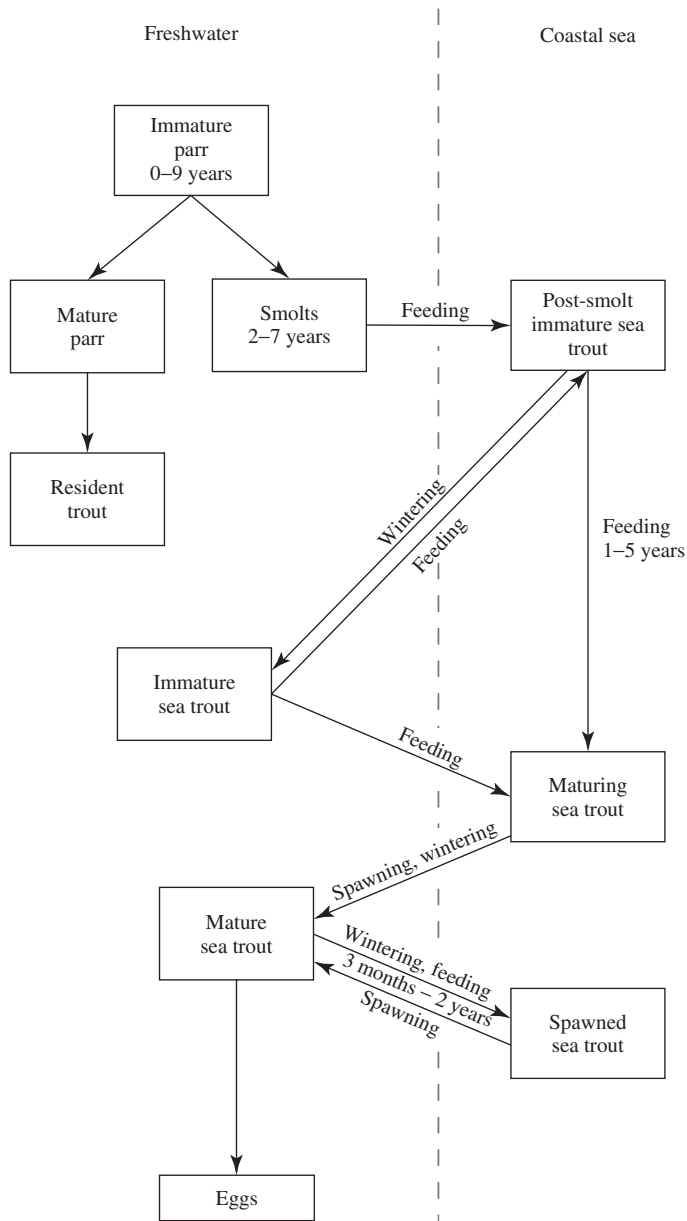 Freshwater
Coastal sea
Immature
parr
0–9 years
Mature
parr
Smolts
2–7 years
Feeding
Post-smolt
immature sea
trout
Resident
trout
Wintering
Feeding
Feeding
1–5 years
Immature
sea trout
Feeding
Maturing
sea trout
Spawning, wintering
Mature
sea trout
Wintering, feeding
3 months – 2 years
Spawning
Spawned
sea trout
Eggs